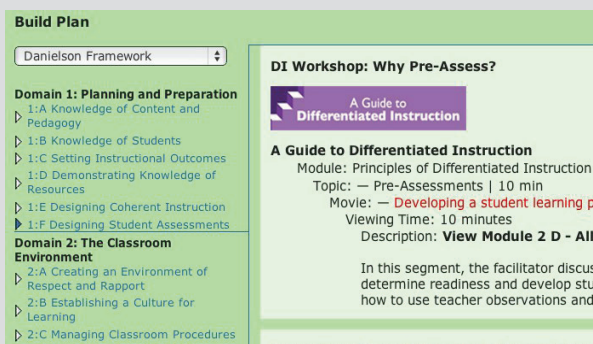 Build Plan
Danielson Framework
Domain 1: Planning and Preparation
1:A Knowledge of Content and
Pedagogy
1:B Knowledge of Students
1:C Setting Instructional Outcomes
1:D Demonstrating Knowledge of
Resources
1:E Designing Coherent Instruction
1:F Designing Student Assessments
Domain 2: The Classroom
Environment
2:A Creating an Environment of
Respect and Rapport
2:B Establishing a Culture for
Learning
2:C Managing Classroom Procedures
DI Workshop: Why Pre-Assess?
A Guide to
Differentiated Instruction
A Guide to Differentiated Instruction
Module: Principles of Differentiated Instruction
Topic: — Pre-Assessments | 10 min
Movie: — Developing a student learning p
Viewing Time: 10 minutes
Description: View Module 2 D - All
In this segment, the facilitator discus
determine readiness and develop stu
how to use teacher observations and